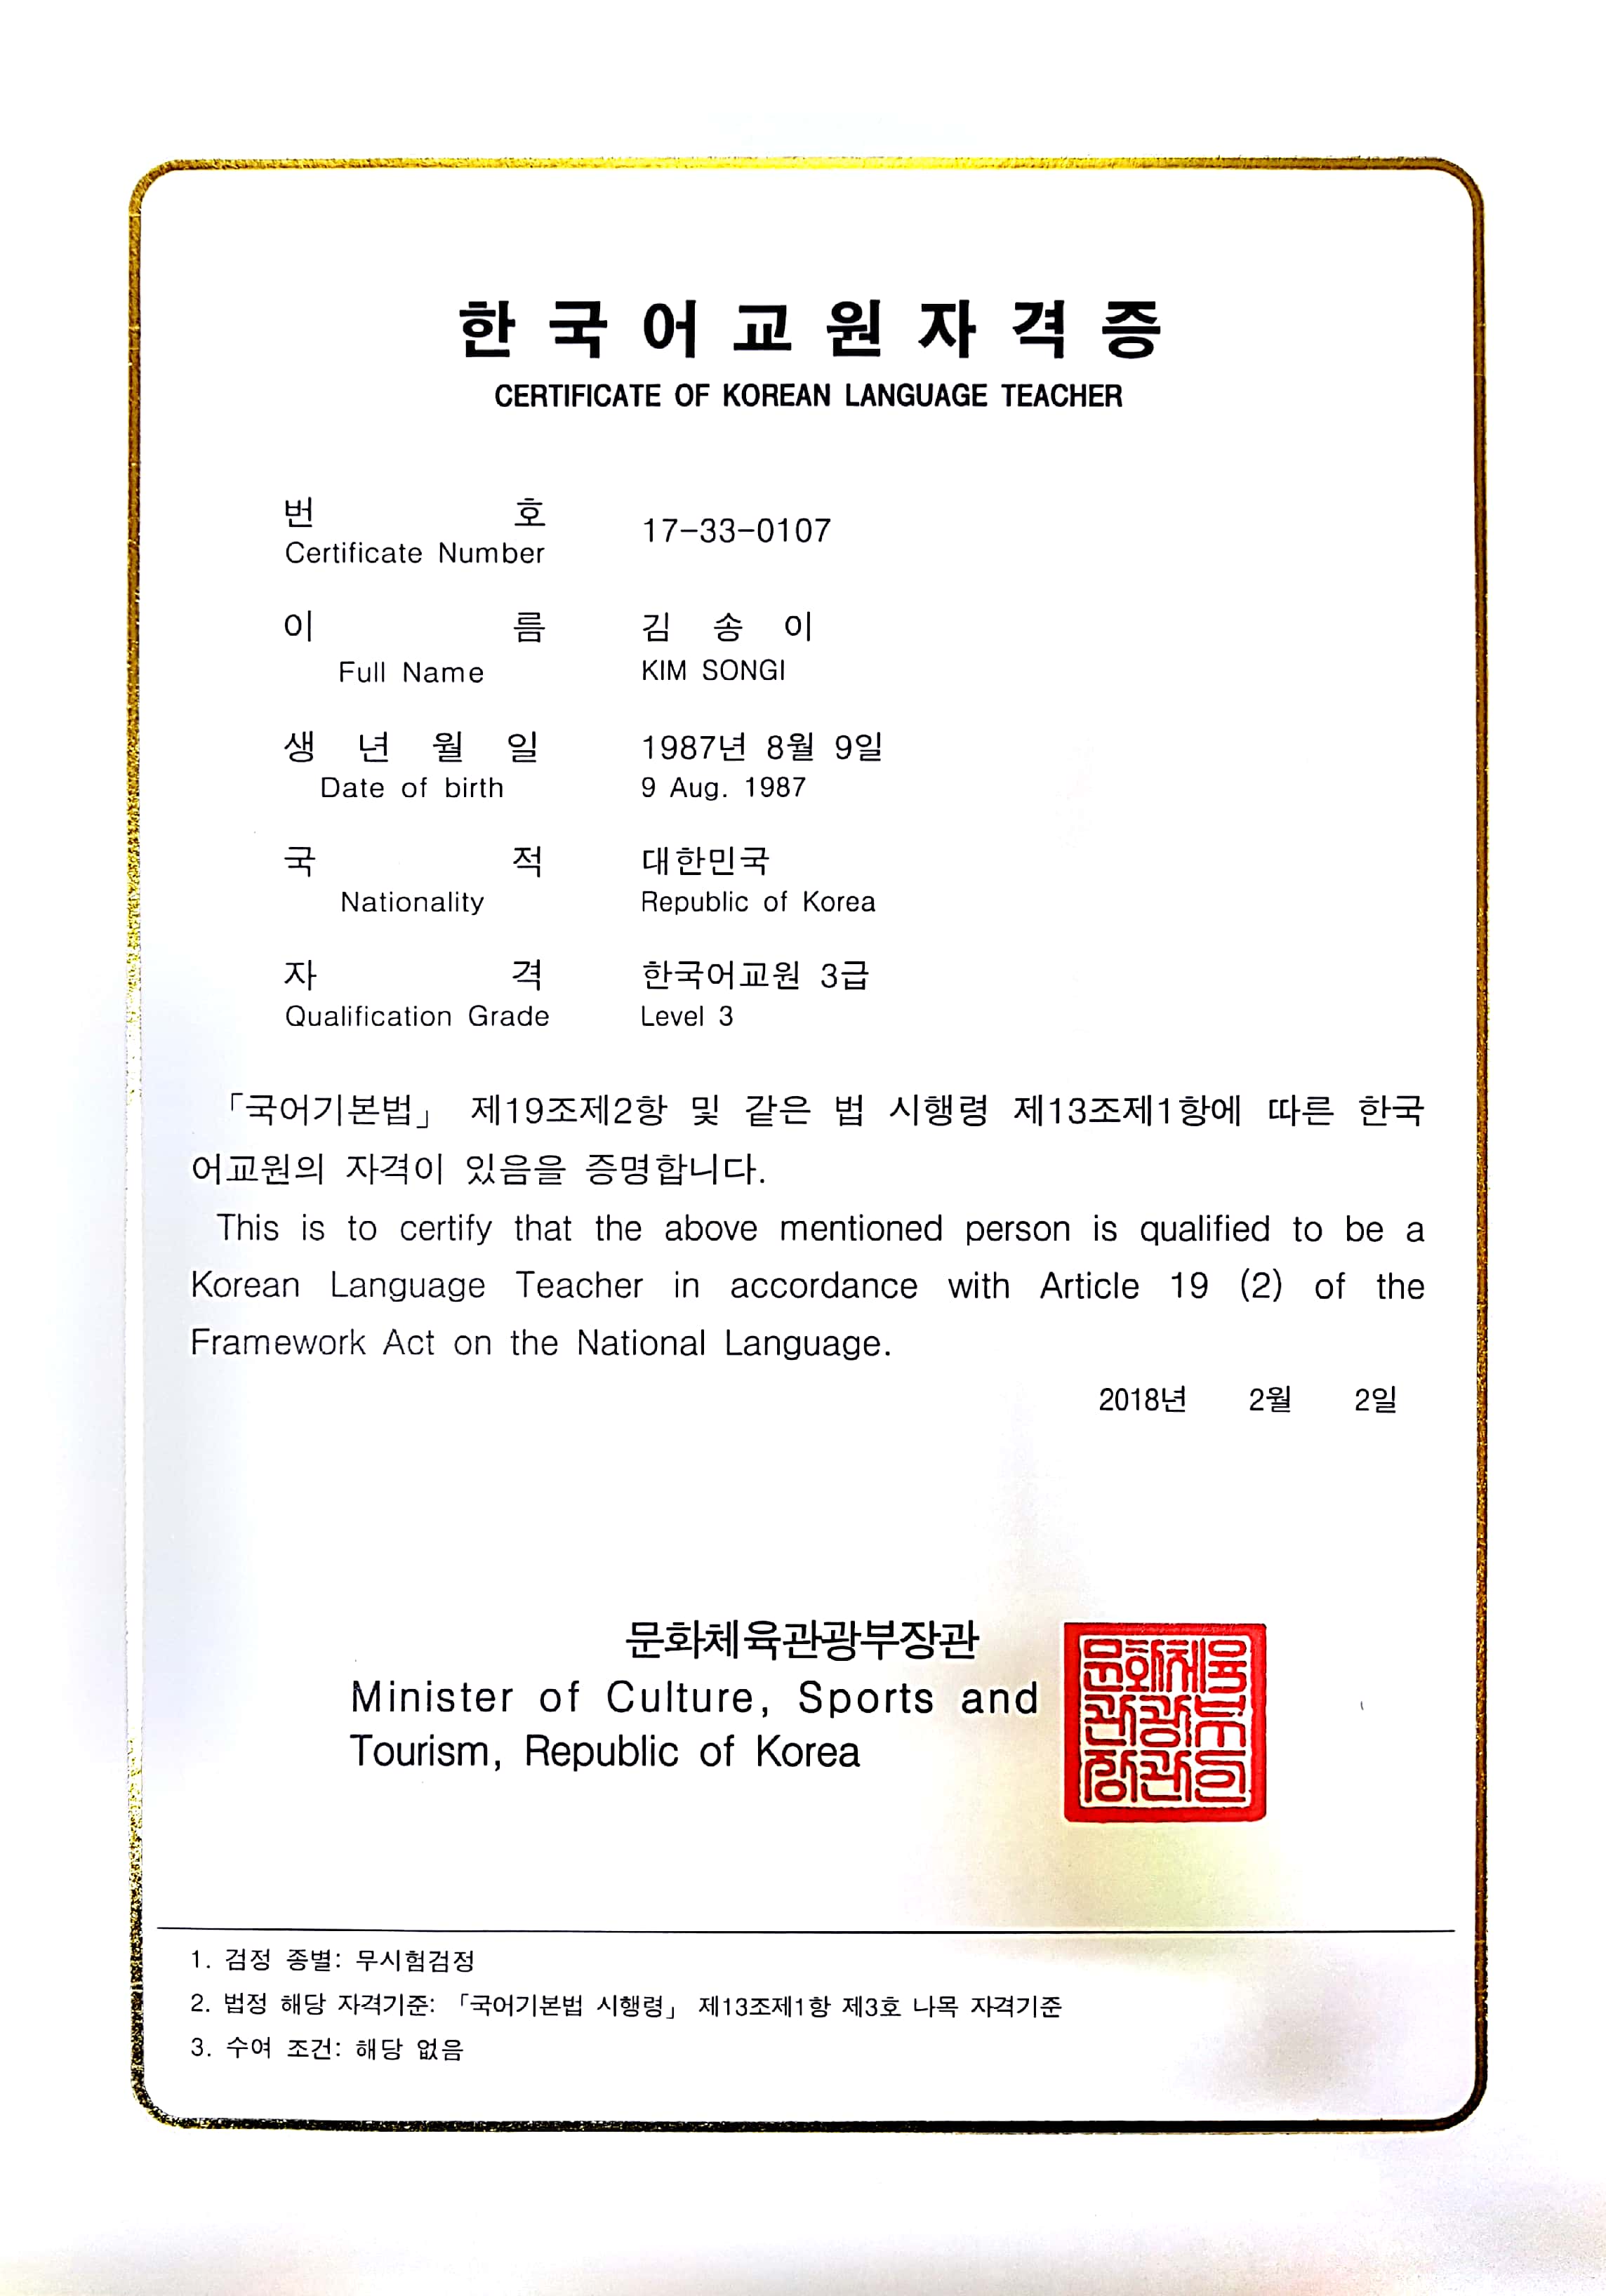 한국어교원자격증
CERTIFICATE OF KOREAN LANGUAGE TEACHER
번 호
17-33-0107
Certificate Number
이 름 김 송 이
Full Name KIM SONGI
생 년 월 일 1987년 8월 9일
Date of birth 9 Aug. 1987
국 적 대한민국
Nationality Republic of Korea
자 격 한국어교원 3급
Qualification Grade Level 3
「국어기본법」 제19조제2항 및 같은 법 시행령 제13조제1항에 따른 한국
어교원의 자격이 있음을 증명합니다.
This is to certify that the above mentioned person is qualified to be a
Korean Language Teacher in accordance with Article 19 (2) of the
Framework Act on the National Language.
2018년 2월 2일
문화체육관광부장관
Minister of Culture, Sports and
Tourism, Republic of Korea
문화체육
관광부
장관인
1. 검정 종별: 무시험검정
2. 법정 해당 자격기준: 「국어기본법 시행령」 제13조제1항 제3호 나목 자격기준
3. 수여 조건: 해당 없음